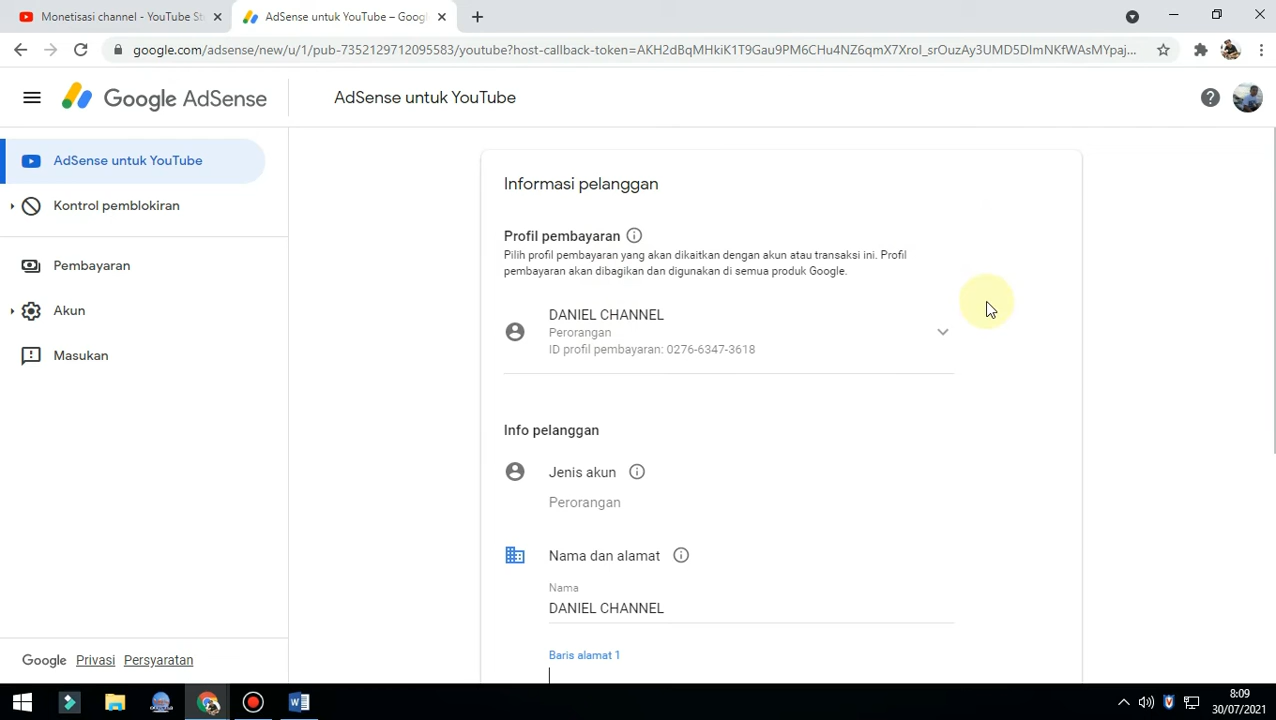 Monetisasi channel - YouTube St
AdSense untuk YouTube – Goog
google.com/adsense/new/u/1/pub-7352129712095583/youtube?host-callback-token=AKH2dBqMHkiK1T9Gau9PM6CHu4NZ6qmX7XroI_srOuzAy3UMD5DImNKfWAsMYpaj...
Google AdSense
AdSense untuk YouTube
AdSense untuk YouTube
Kontrol pemblokiran
Pembayaran
Akun
Masukan
Informasi pelanggan
Profil pembayaran
Pilih profil pembayaran yang akan dikaitkan dengan akun atau transaksi ini. Profil
pembayaran akan dibagikan dan digunakan di semua produk Google.
DANIEL CHANNEL
Perorangan
ID profil pembayaran: 0276-6347-3618
Info pelanggan
Jenis akun
Perorangan
Nama dan alamat
Nama
DANIEL CHANNEL
Baris alamat 1
Google Privasi Persyaratan
8:09
30/07/2021